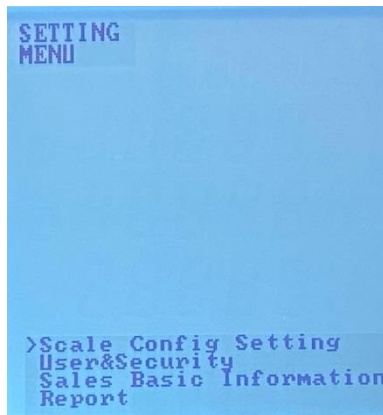 SETTING
MENU
>Scale Config Setting
User&Security
Sales Basic Information
Report